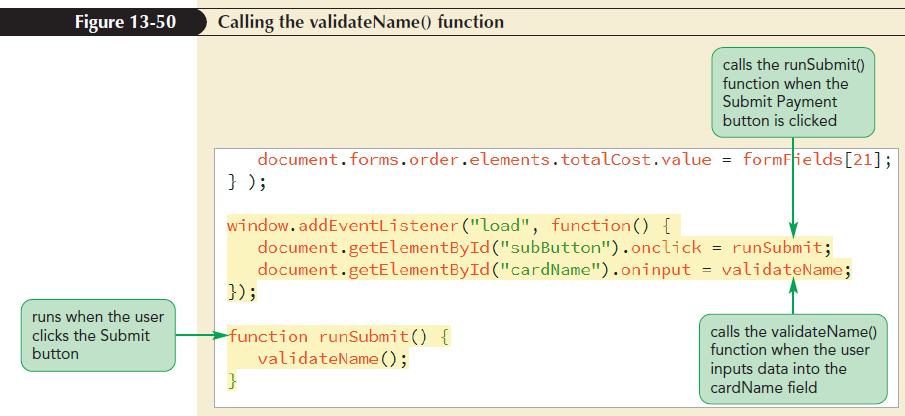 Figure 13-50 Calling the validateName() function
calls the runSubmit()
function when the
Submit Payment
button is clicked
document.forms.order.elements.totalCost.value = formFields[21];
} );
window.addEventListener("load", function() {
document.getElementById("subButton").onclick = runSubmit;
document.getElementById("cardName").oninput = validateName;
});
runs when the user
clicks the Submit
button
function runSubmit() {
validateName();
}
calls the validateName()
function when the user
inputs data into the
cardName field